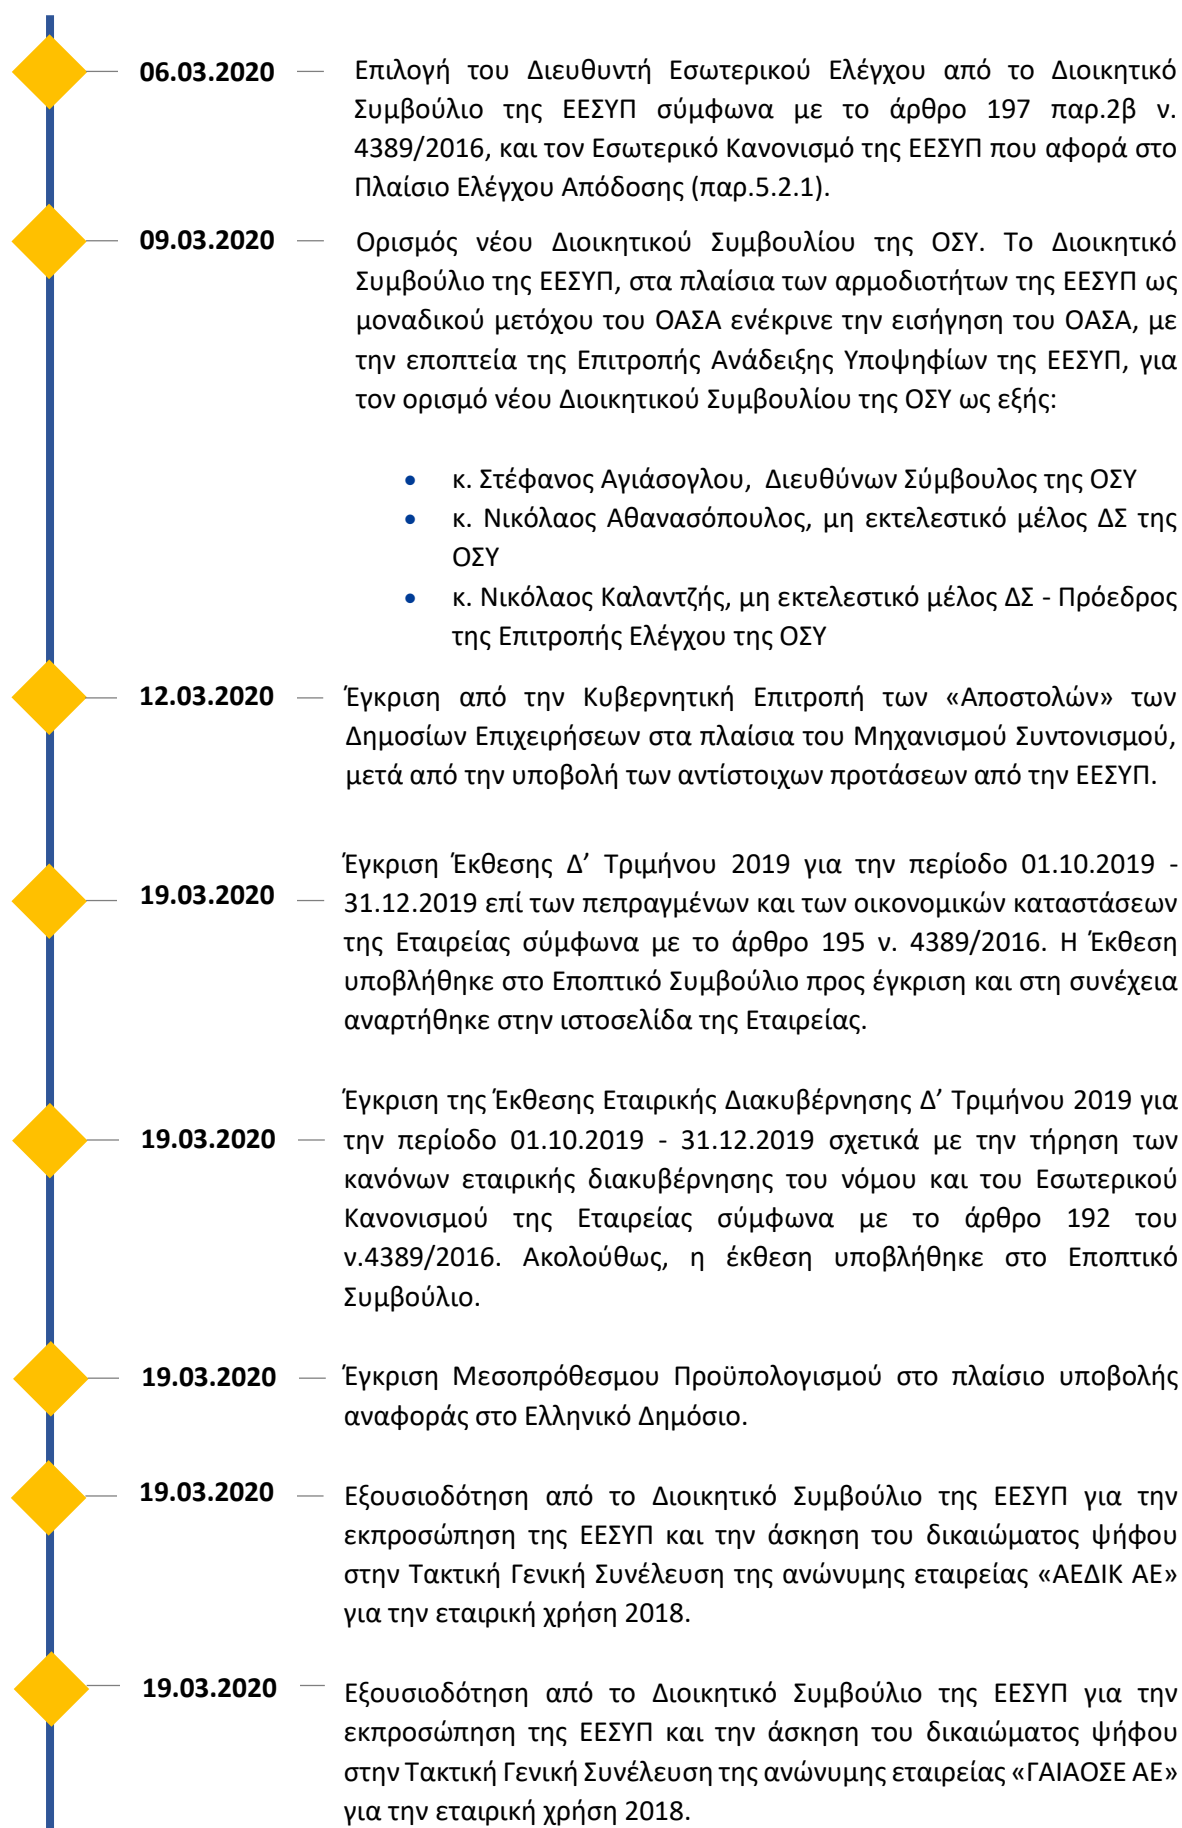 06.03.2020
Επιλογή του Διευθυντή Εσωτερικού Ελέγχου από το Διοικητικό
Συμβούλιο της ΕΕΣΥΠ σύμφωνα με το άρθρο 197 παρ.2β ν.
4389/2016, και τον Εσωτερικό Κανονισμό της ΕΕΣΥΠ που αφορά στο
Πλαίσιο Ελέγχου Απόδοσης (παρ.5.2.1).
09.03.2020
Ορισμός νέου Διοικητικού Συμβουλίου της ΟΣΥ. Το Διοικητικό
Συμβούλιο της ΕΕΣΥΠ, στα πλαίσια των αρμοδιοτήτων της ΕΕΣΥΠ ως
μοναδικού μετόχου του ΟΑΣΑ ενέκρινε την εισήγηση του ΟΑΣΑ, με
την εποπτεία της Επιτροπής Ανάδειξης Υποψηφίων της ΕΕΣΥΠ, για
τον ορισμό νέου Διοικητικού Συμβουλίου της ΟΣΥ ως εξής:
• κ. Στέφανος Αγιάσογλου, Διευθύνων Σύμβουλος της ΟΣΥ
• κ. Νικόλαος Αθανασόπουλος, μη εκτελεστικό μέλος ΔΣ της
ΟΣΥ
• κ. Νικόλαος Καλαντζής, μη εκτελεστικό μέλος ΔΣ - Πρόεδρος
της Επιτροπής Ελέγχου της ΟΣΥ
12.03.2020
Έγκριση από την Κυβερνητική Επιτροπή των «Αποστολών» των
Δημοσίων Επιχειρήσεων στα πλαίσια του Μηχανισμού Συντονισμού,
μετά από την υποβολή των αντίστοιχων προτάσεων από την ΕΕΣΥΠ.
19.03.2020
Έγκριση Έκθεσης Δ’ Τριμήνου 2019 για την περίοδο 01.10.2019 -
31.12.2019 επί των πεπραγμένων και των οικονομικών καταστάσεων
της Εταιρείας σύμφωνα με το άρθρο 195 ν. 4389/2016. Η Έκθεση
υποβλήθηκε στο Εποπτικό Συμβούλιο προς έγκριση και στη συνέχεια
αναρτήθηκε στην ιστοσελίδα της Εταιρείας.
19.03.2020
Έγκριση της Έκθεσης Εταιρικής Διακυβέρνησης Δ’ Τριμήνου 2019 για
την περίοδο 01.10.2019 - 31.12.2019 σχετικά με την τήρηση των
κανόνων εταιρικής διακυβέρνησης του νόμου και του Εσωτερικού
Κανονισμού της Εταιρείας σύμφωνα με το άρθρο 192 του
ν.4389/2016. Ακολούθως, η έκθεση υποβλήθηκε στο Εποπτικό
Συμβούλιο.
19.03.2020
Έγκριση Μεσοπρόθεσμου Προϋπολογισμού στο πλαίσιο υποβολής
αναφοράς στο Ελληνικό Δημόσιο.
19.03.2020
Εξουσιοδότηση από το Διοικητικό Συμβούλιο της ΕΕΣΥΠ για την
εκπροσώπηση της ΕΕΣΥΠ και την άσκηση του δικαιώματος ψήφου
στην Τακτική Γενική Συνέλευση της ανώνυμης εταιρείας «ΑΕΔΙΚ ΑΕ»
για την εταιρική χρήση 2018.
19.03.2020
Εξουσιοδότηση από το Διοικητικό Συμβούλιο της ΕΕΣΥΠ για την
εκπροσώπηση της ΕΕΣΥΠ και την άσκηση του δικαιώματος ψήφου
στην Τακτική Γενική Συνέλευση της ανώνυμης εταιρείας «ΓΑΙΑΟΣΕ ΑΕ»
για την εταιρική χρήση 2018.